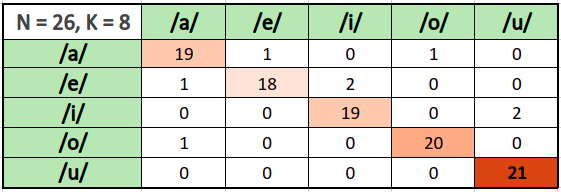 N = 26, K = 8 /a/ /e/ /i/ /o/ /u/
/a/ 19 1 0 1 0
/e/ 1 18 2 0 0
/i/ 0 0 19 0 2
/o/ 1 0 0 20 0
/u/ 0 0 0 0 21